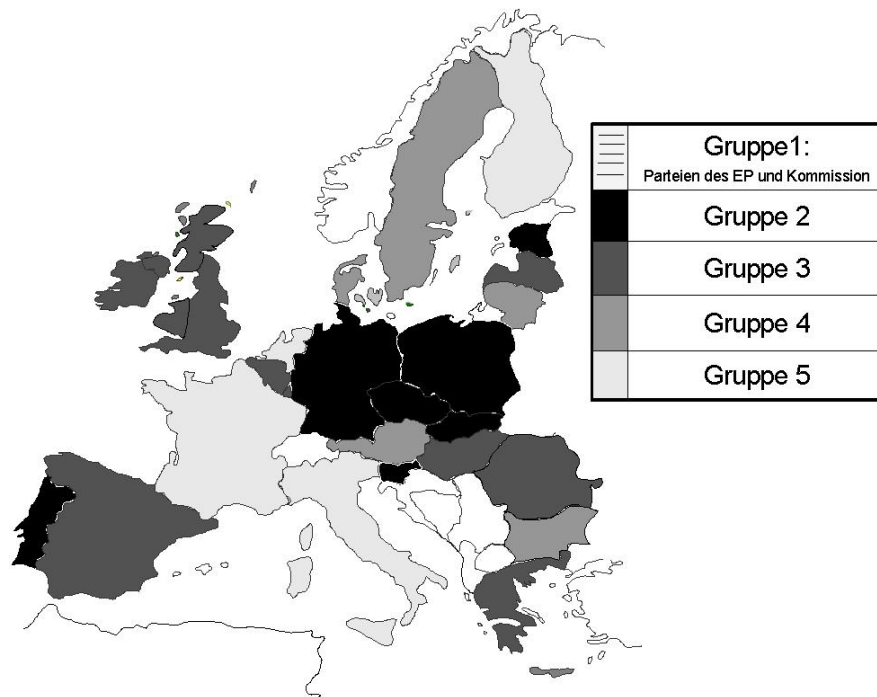 Gruppe1:
Parteien des EP und Kommission
Gruppe 2
Gruppe 3
Gruppe 4
Gruppe 5